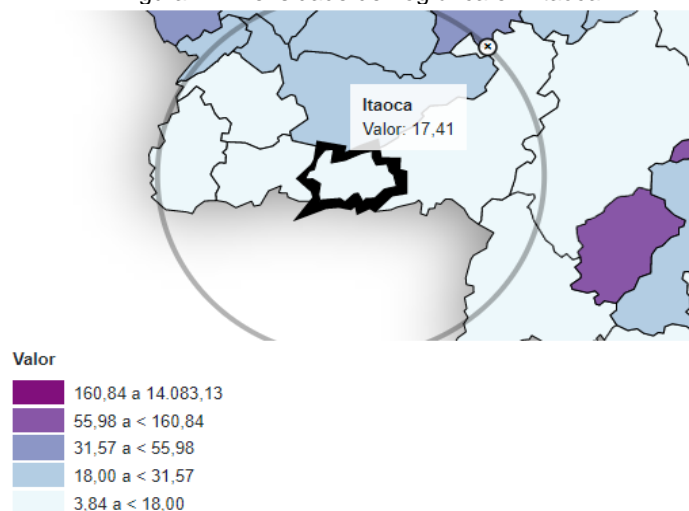 Itaoca
Valor: 17,41
Valor
160,84 a 14.083,13
55,98 a < 160,84
31,57 a < 55,98
18,00 a < 31,57
3,84 a < 18,00